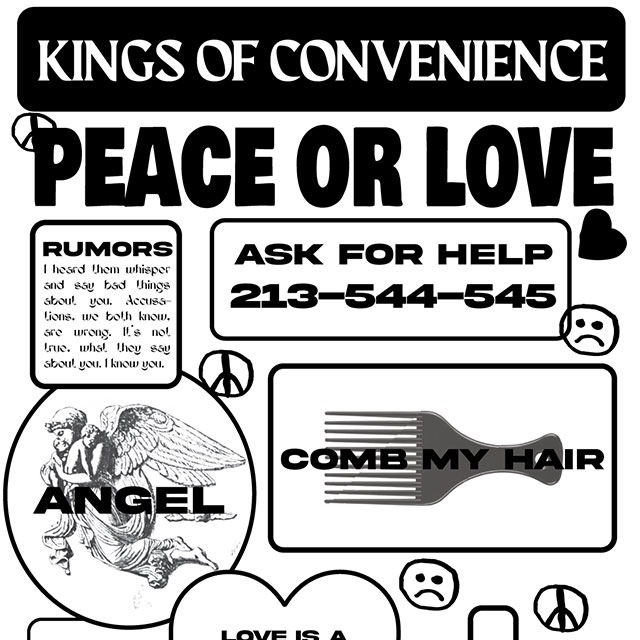 KINGS OF CONVENIENCE
PEACE OR LOVE
RUMORS
I heard them whisper
and say bad things
about you. Accusa-
tions, we both know,
are wrong. It's not
true, what they say
about you. I know you.
ASK FOR HELP
213-544-545
COMB MY HAIR
ANGEL
LOVE IS A